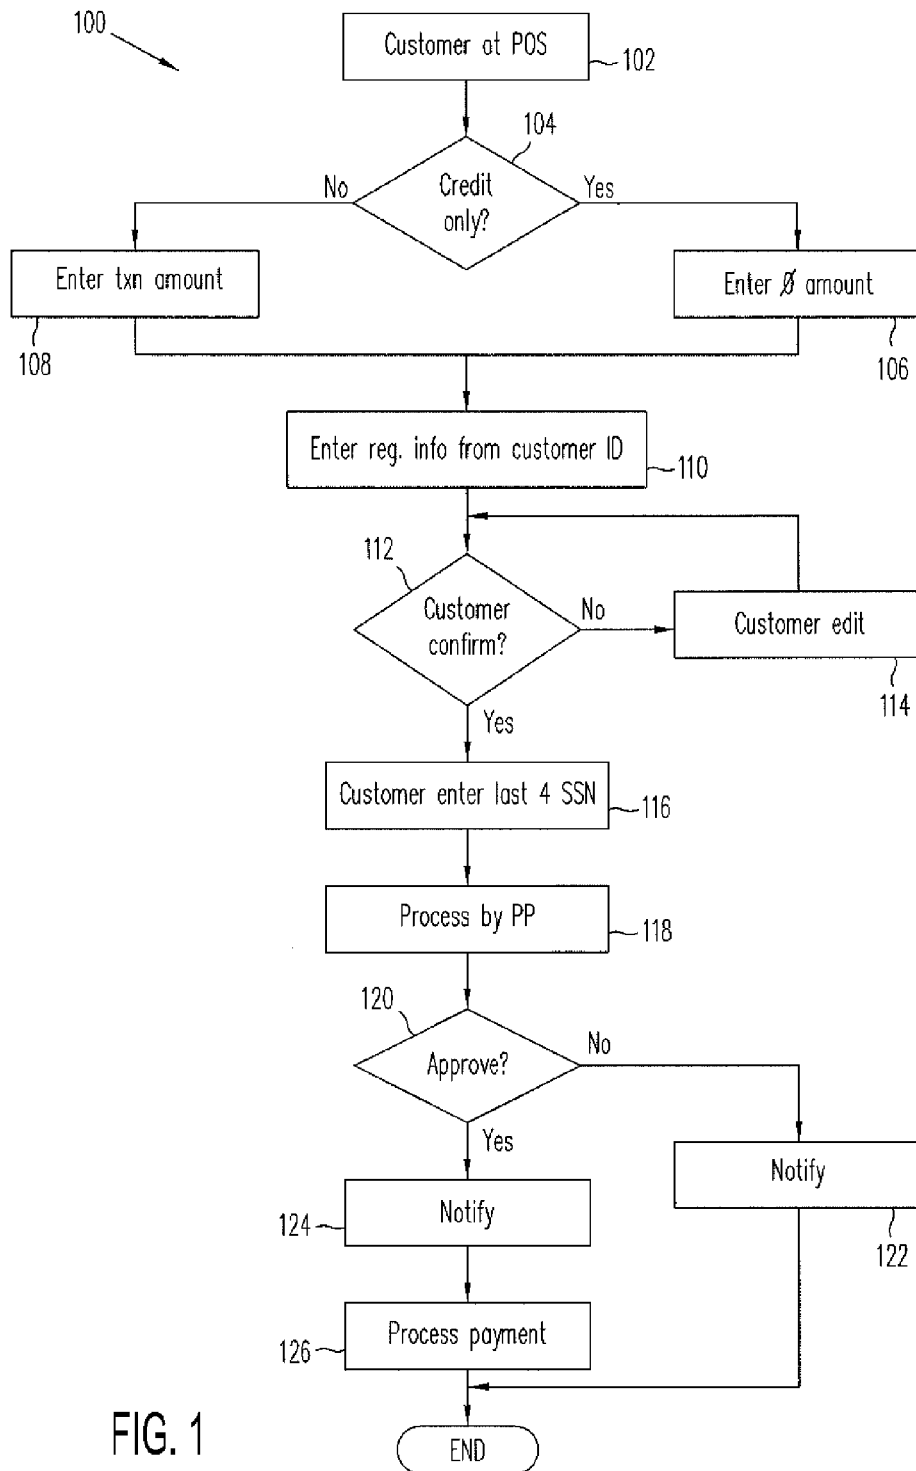 100
Customer at POS
102
104
Credit
only?
No
Yes
Enter txn amount
108
Enter Ø amount
106
Enter reg. info from customer ID
110
112
Customer
confirm?
No
Customer edit
114
Yes
Customer enter last 4 SSN
116
Process by PP
118
120
Approve?
No
Yes
Notify
124
Notify
122
Process payment
126
END
FIG. 1